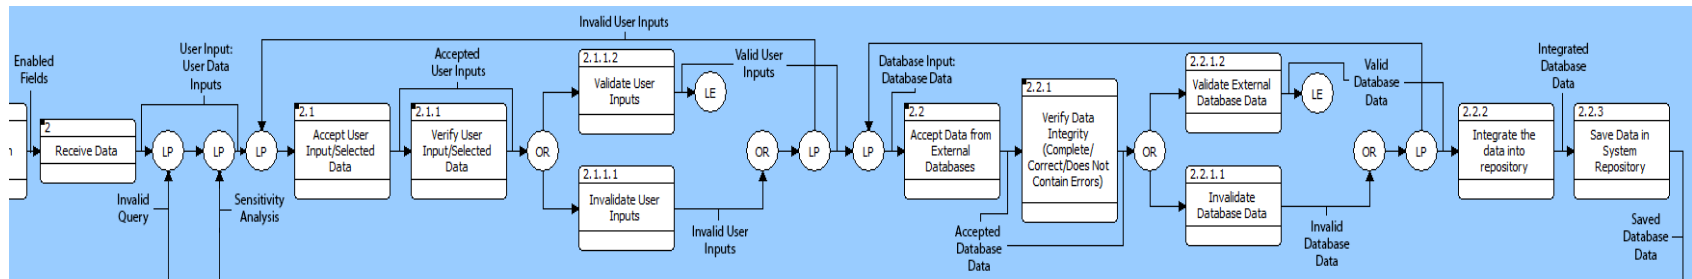 Enabled
Fields
n
2
Receive Data
User Input:
User Data
Inputs
LP
Invalid
Query
LP
Sensitivity
Analysis
LP
Invalid User Inputs
2.1
Accept User
Input/Selected
Data
Accepted
User Inputs
2.1.1
Verify User
Input/Selected
Data
OR
2.1.1.2
Validate User
Inputs
LE
Valid User
Inputs
2.1.1.1
Invalidate User
Inputs
Invalid User
Inputs
OR
LP
LP
Database Input:
Database Data
2.2
Accept Data from
External
Databases
Accepted
Database
Data
2.2.1
Verify Data
Integrity
(Complete/
Correct/Does Not
Contain Errors)
OR
2.2.1.2
Validate External
Database Data
LE
Valid
Database
Data
2.2.1.1
Invalidate
Database Data
Invalid
Database
Data
OR
LP
2.2.2
Integrate the
data into
repository
Integrated
Database
Data
2.2.3
Save Data in
System
Repository
Saved
Database
Data